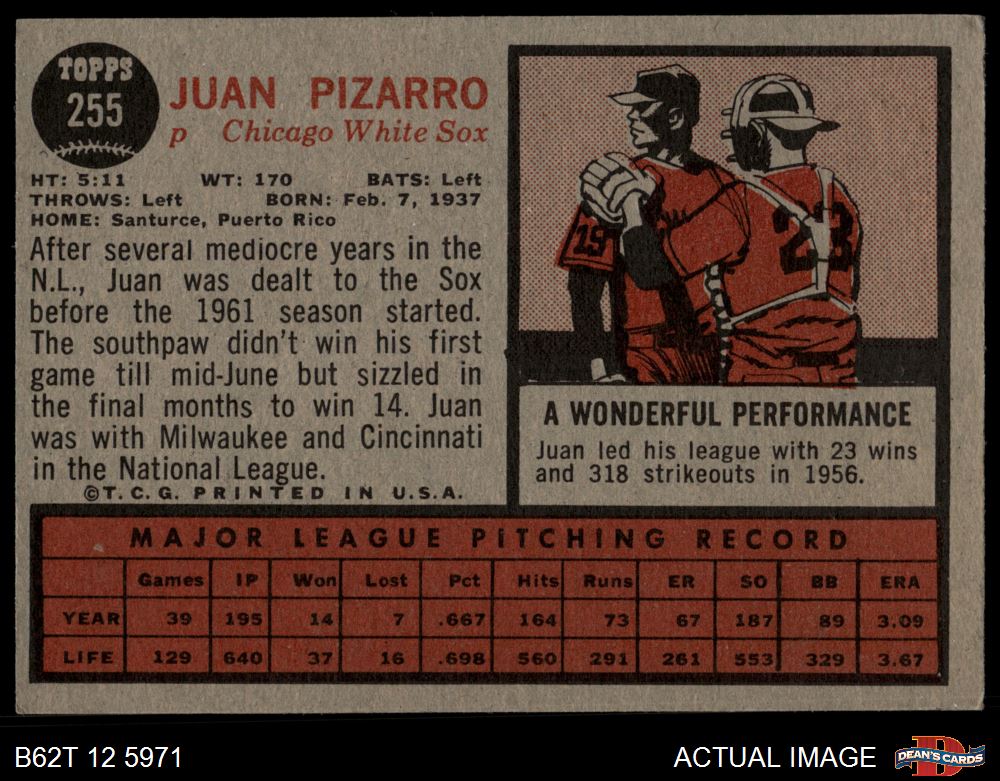 TOPPS
255
JUAN PIZARRO
p Chicago White Sox
HT: 5:11 WT: 170 BATS: Left
THROWS: Left BORN: Feb. 7, 1937
HOME: Santurce, Puerto Rico
After several mediocre years in the
N.L., Juan was dealt to the Sox
before the 1961 season started.
The southpaw didn't win his first
game till mid-June but sizzled in
the final months to win 14. Juan
was with Milwaukee and Cincinnati
in the National League.
©T.C.G. PRINTED IN U.S.A.
19
23
A WONDERFUL PERFORMANCE
Juan led his league with 23 wins
and 318 strikeouts in 1956.
MAJOR LEAGUE PITCHING RECORD
Games IP Won Lost Pct Hits Runs ER SO BB ERA
YEAR 39 195 14 7 .667 164 73 67 187 89 3.09
LIFE 129 640 37 16 .698 560 291 261 553 329 3.67
B62T 12 5971
ACTUAL IMAGE
D
DEAN'S CARDS